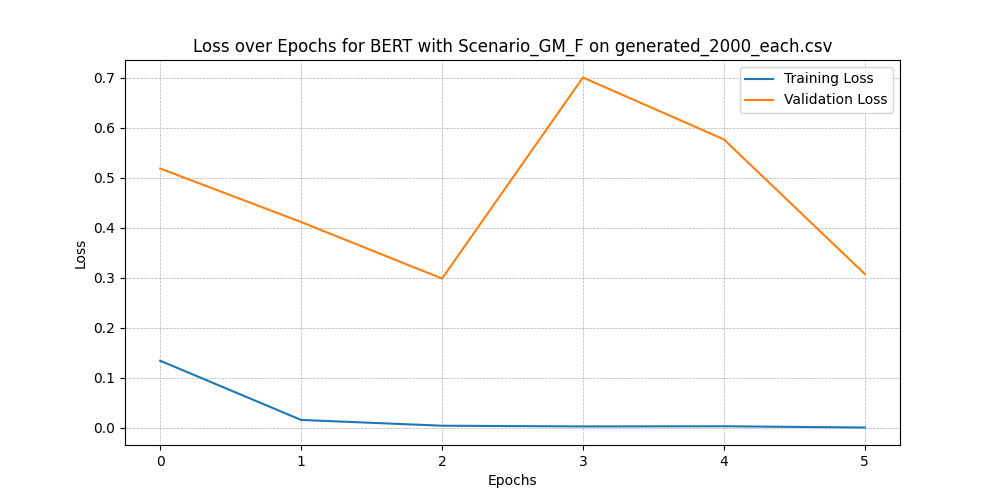 Loss over Epochs for BERT with Scenario_GM_F on generated_2000_each.csv
Training Loss
Validation Loss
0.7
0.6
0.5
0.4
0.3
0.2
0.1
0.0
Loss
0 1 2 3 4 5
Epochs